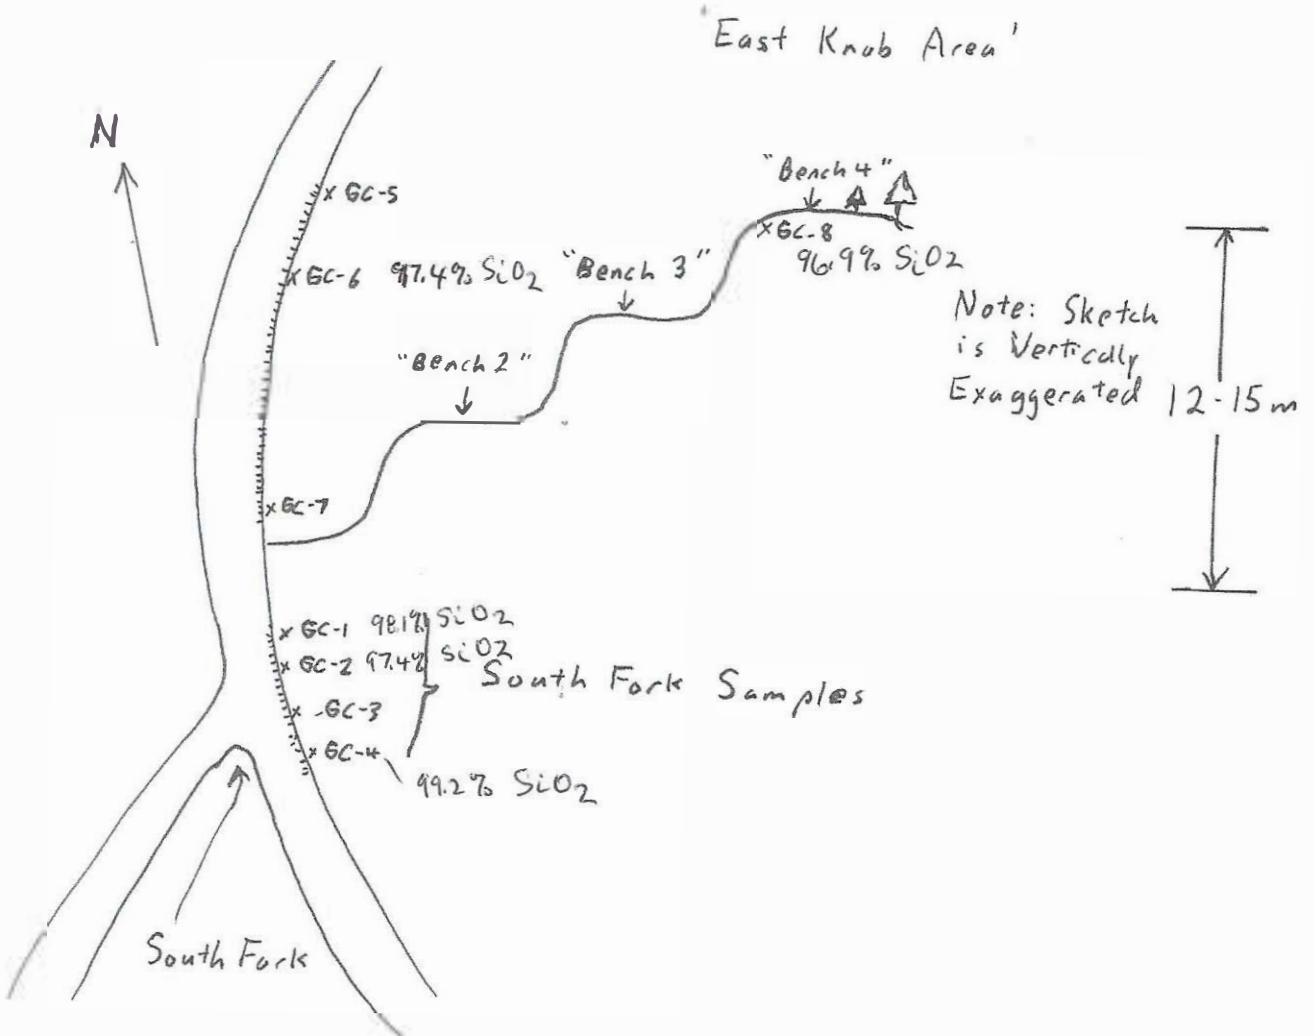 'East Knob Area'
N
"Bench 4"
GC-5
GC-8
96.9% SiO2
GC-6 97.4% SiO2
"Bench 3"
Note: Sketch
is Vertically
Exaggerated
12-15m
"Bench 2"
GC-7
GC-1 98.1% SiO2
GC-2 97.4% SiO2
South Fork Samples
GC-3
GC-4
99.2% SiO2
South Fork